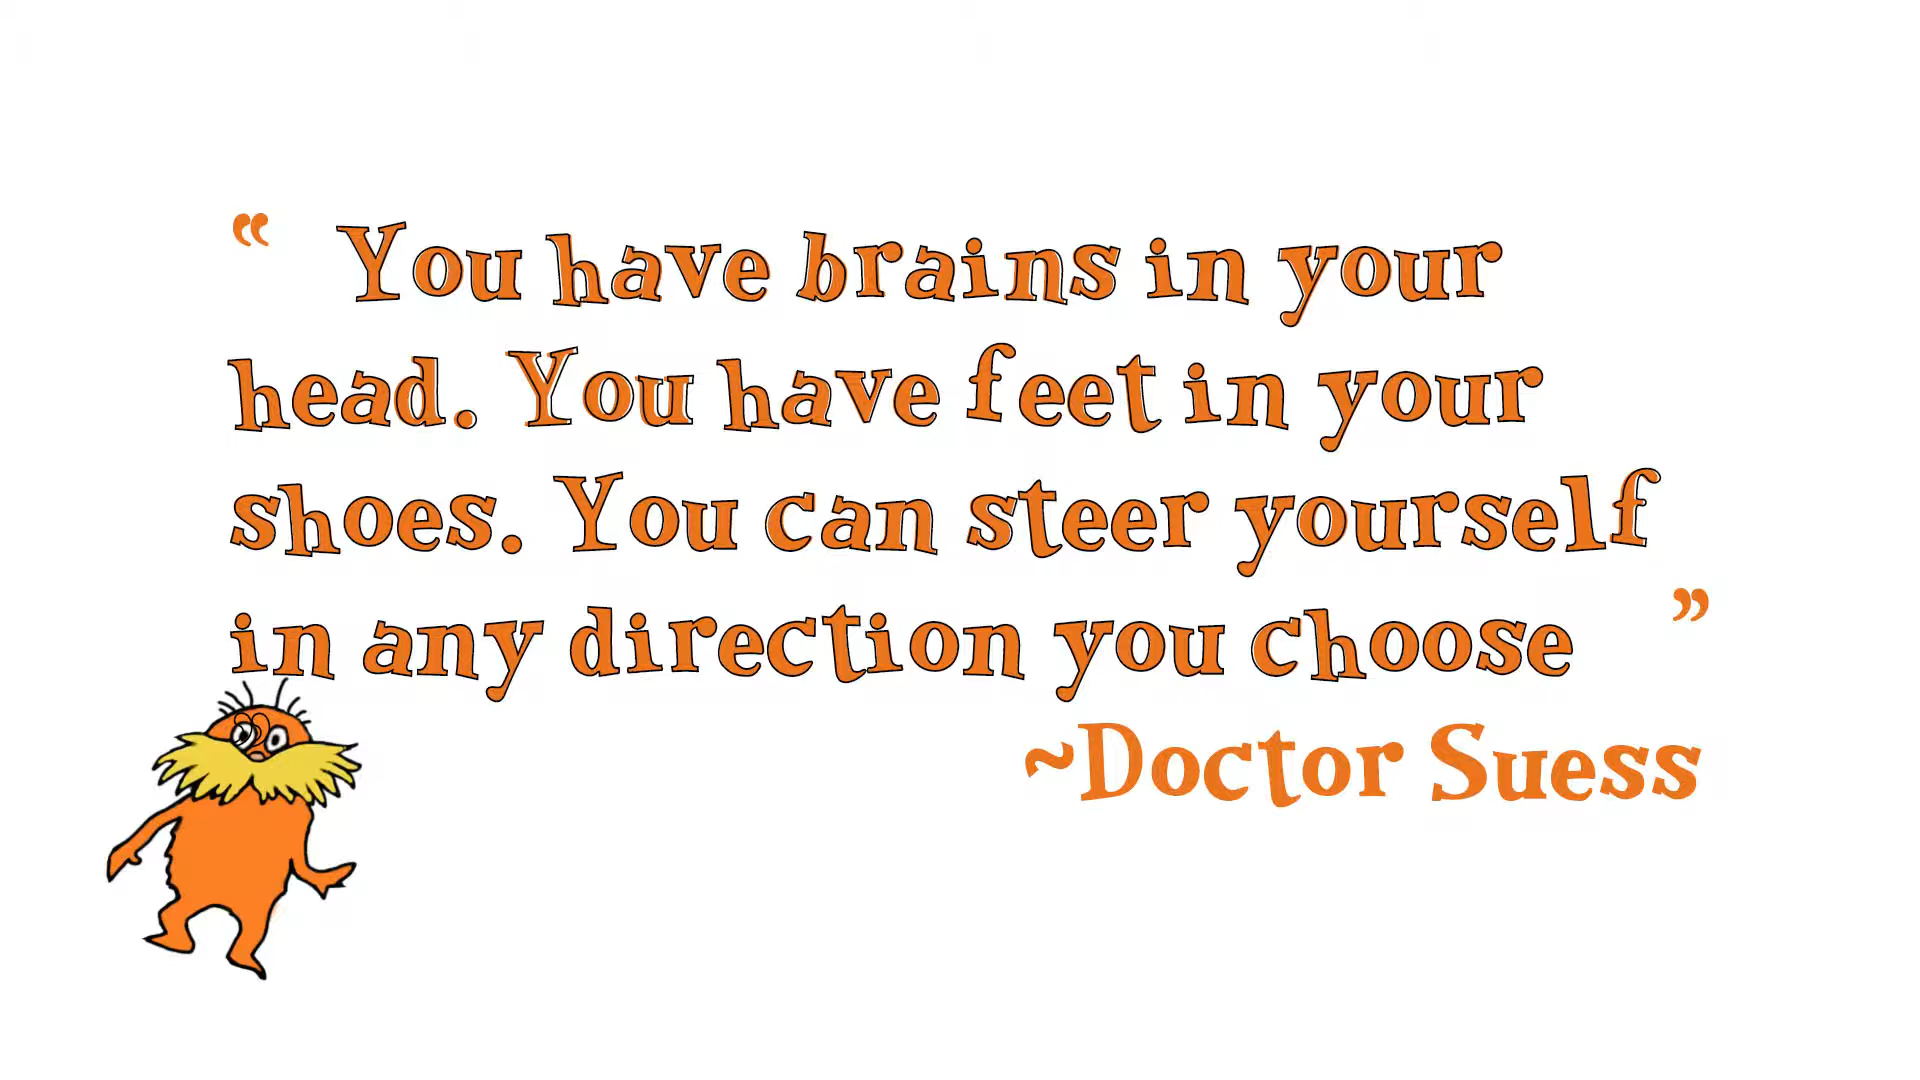 “ You have brains in your
head. You have feet in your
shoes. You can steer yourself
in any direction you choose ”
~Doctor Suess